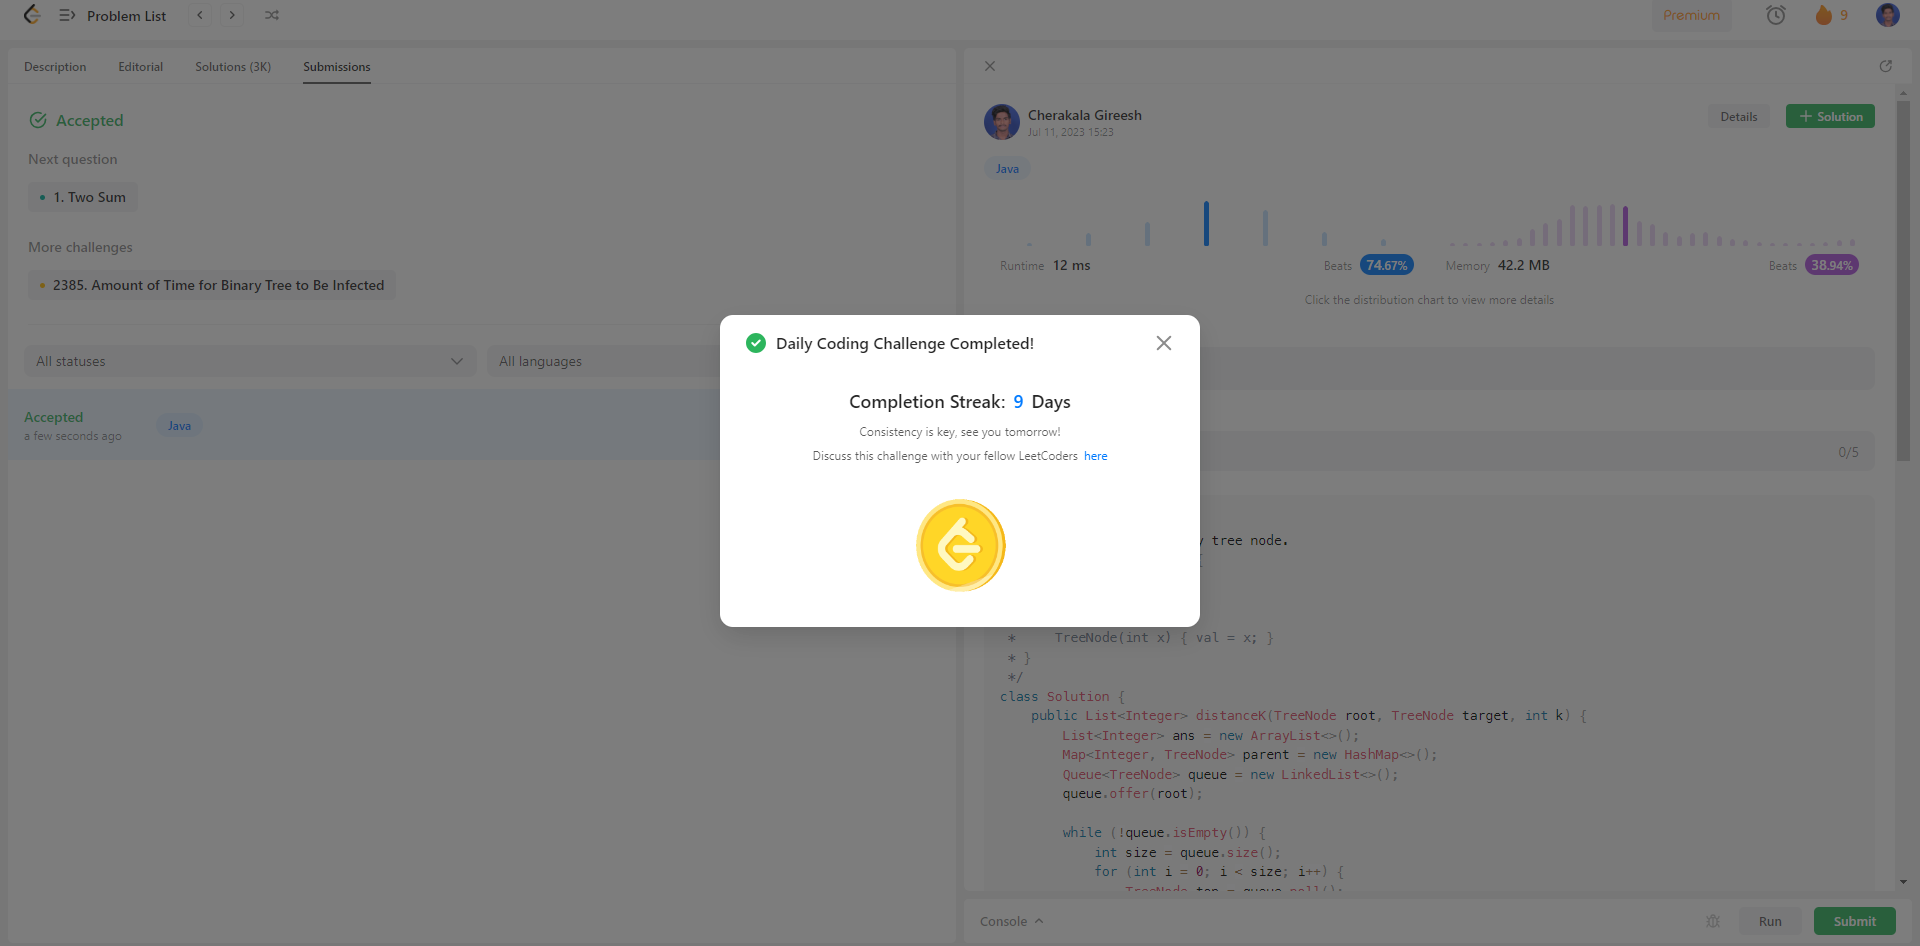 Problem List
Premium
9
Description Editorial Solutions (3K) Submissions
Accepted
Next question
1. Two Sum
More challenges
2385. Amount of Time for Binary Tree to Be Infected
All statuses
All languages
Accepted
a few seconds ago
Java
Cherakala Gireesh
Jul 11, 2023 15:23
Details
+ Solution
Java
Runtime 12 ms
Beats 74.67%
Memory 42.2 MB
Beats 38.94%
Click the distribution chart to view more details
Daily Coding Challenge Completed!
Completion Streak: 9 Days
Consistency is key, see you tomorrow!
Discuss this challenge with your fellow LeetCoders here
0/5
tree node.
{
*     TreeNode(int x) { val = x; }
* }
*/
class Solution {
public List<Integer> distanceK(TreeNode root, TreeNode target, int k) {
List<Integer> ans = new ArrayList<>();
Map<Integer, TreeNode> parent = new HashMap<>();
Queue<TreeNode> queue = new LinkedList<>();
queue.offer(root);
while (!queue.isEmpty()) {
int size = queue.size();
for (int i = 0; i < size; i++) {
TreeNode top = queue.poll();
Console
Run
Submit